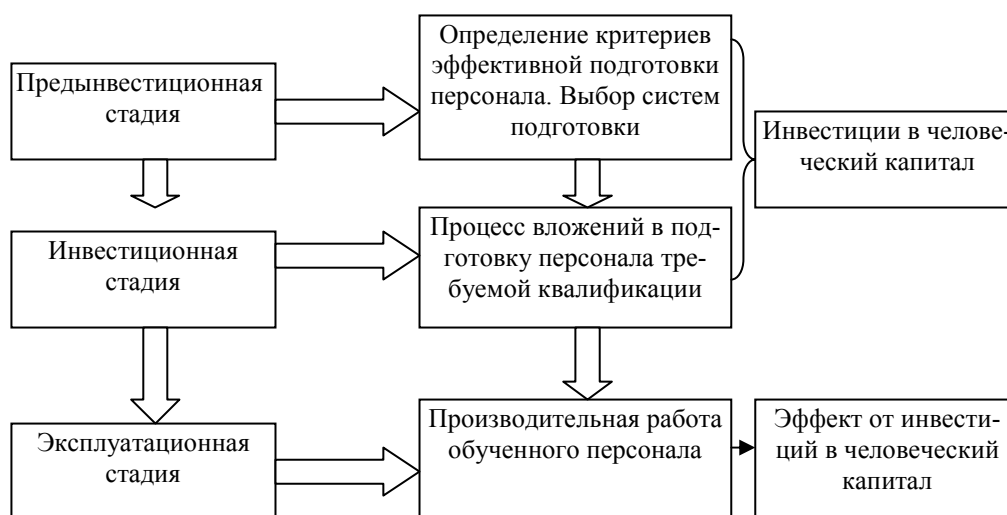 Предынвестиционная
стадия
Определение критериев
эффективной подготовки
персонала. Выбор систем
подготовки
Инвестиции в челове-
ческий капитал
Инвестиционная
стадия
Процесс вложений в под-
готовку персонала тре-
буемой квалификации
Эксплуатационная
стадия
Производительная работа
обученного персонала
Эффект от инвести-
ций в человеческий
капитал